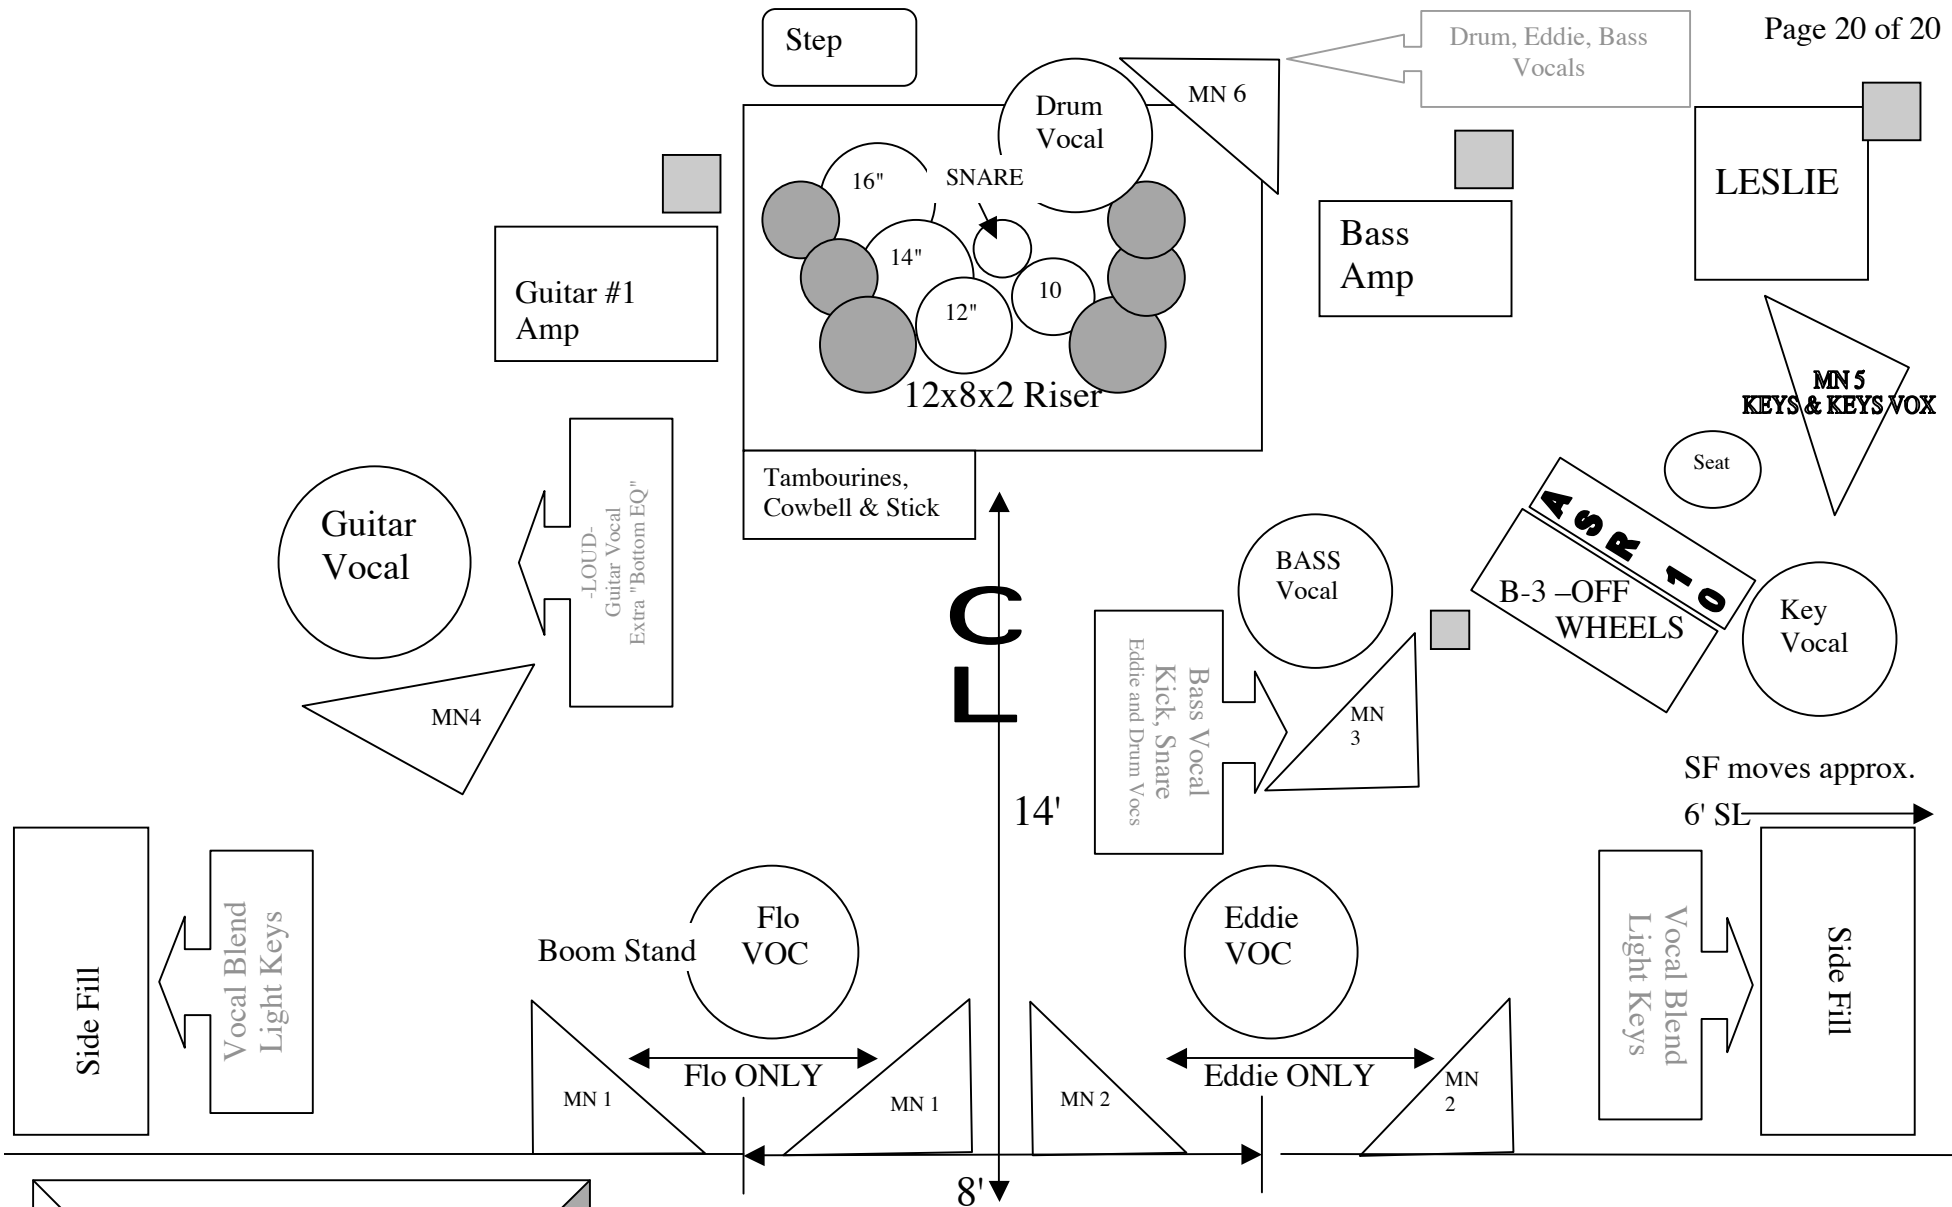 Page 20 of 20
Step
Drum, Eddie, Bass
Vocals
MN 6
Drum
Vocal
SNARE
16"
14"
12"
10
12x8x2 Riser
LESLIE
Bass
Amp
Guitar #1
Amp
MN 5
KEYS & KEYS VOX
Seat
Tambourines,
Cowbell & Stick
Guitar
Vocal
-LOUD-
Guitar Vocal
Extra "Bottom EQ"
ASR 10
B-3 –OFF
WHEELS
BASS
Vocal
Key
Vocal
C
L
Bass Vocal
Kick, Snare
Eddie and Drum Vocs
MN4
MN
3
14'
SF moves approx.
6' SL
Side Fill
Vocal Blend
Light Keys
Boom Stand
Flo
VOC
Eddie
VOC
Vocal Blend
Light Keys
Side Fill
Flo ONLY
Eddie ONLY
MN 1
MN 1
MN 2
MN
2
8'